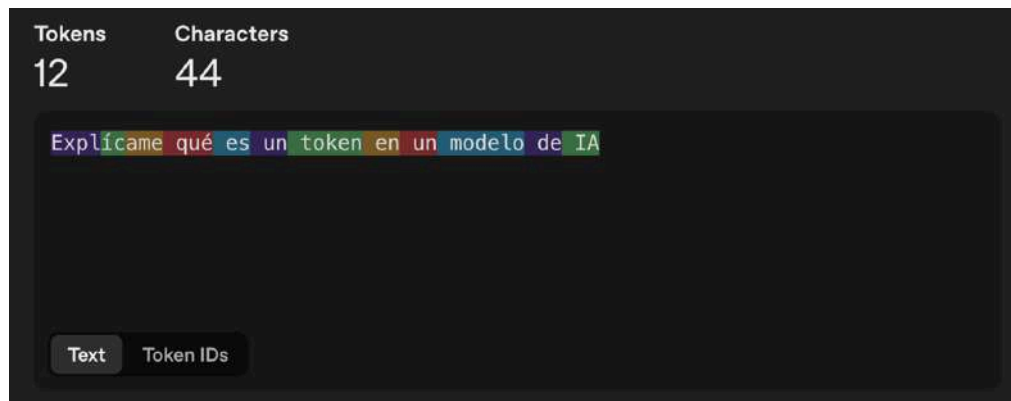 Tokens Characters
12 44
Explícame qué es un token en un modelo de IA
Text Token IDs